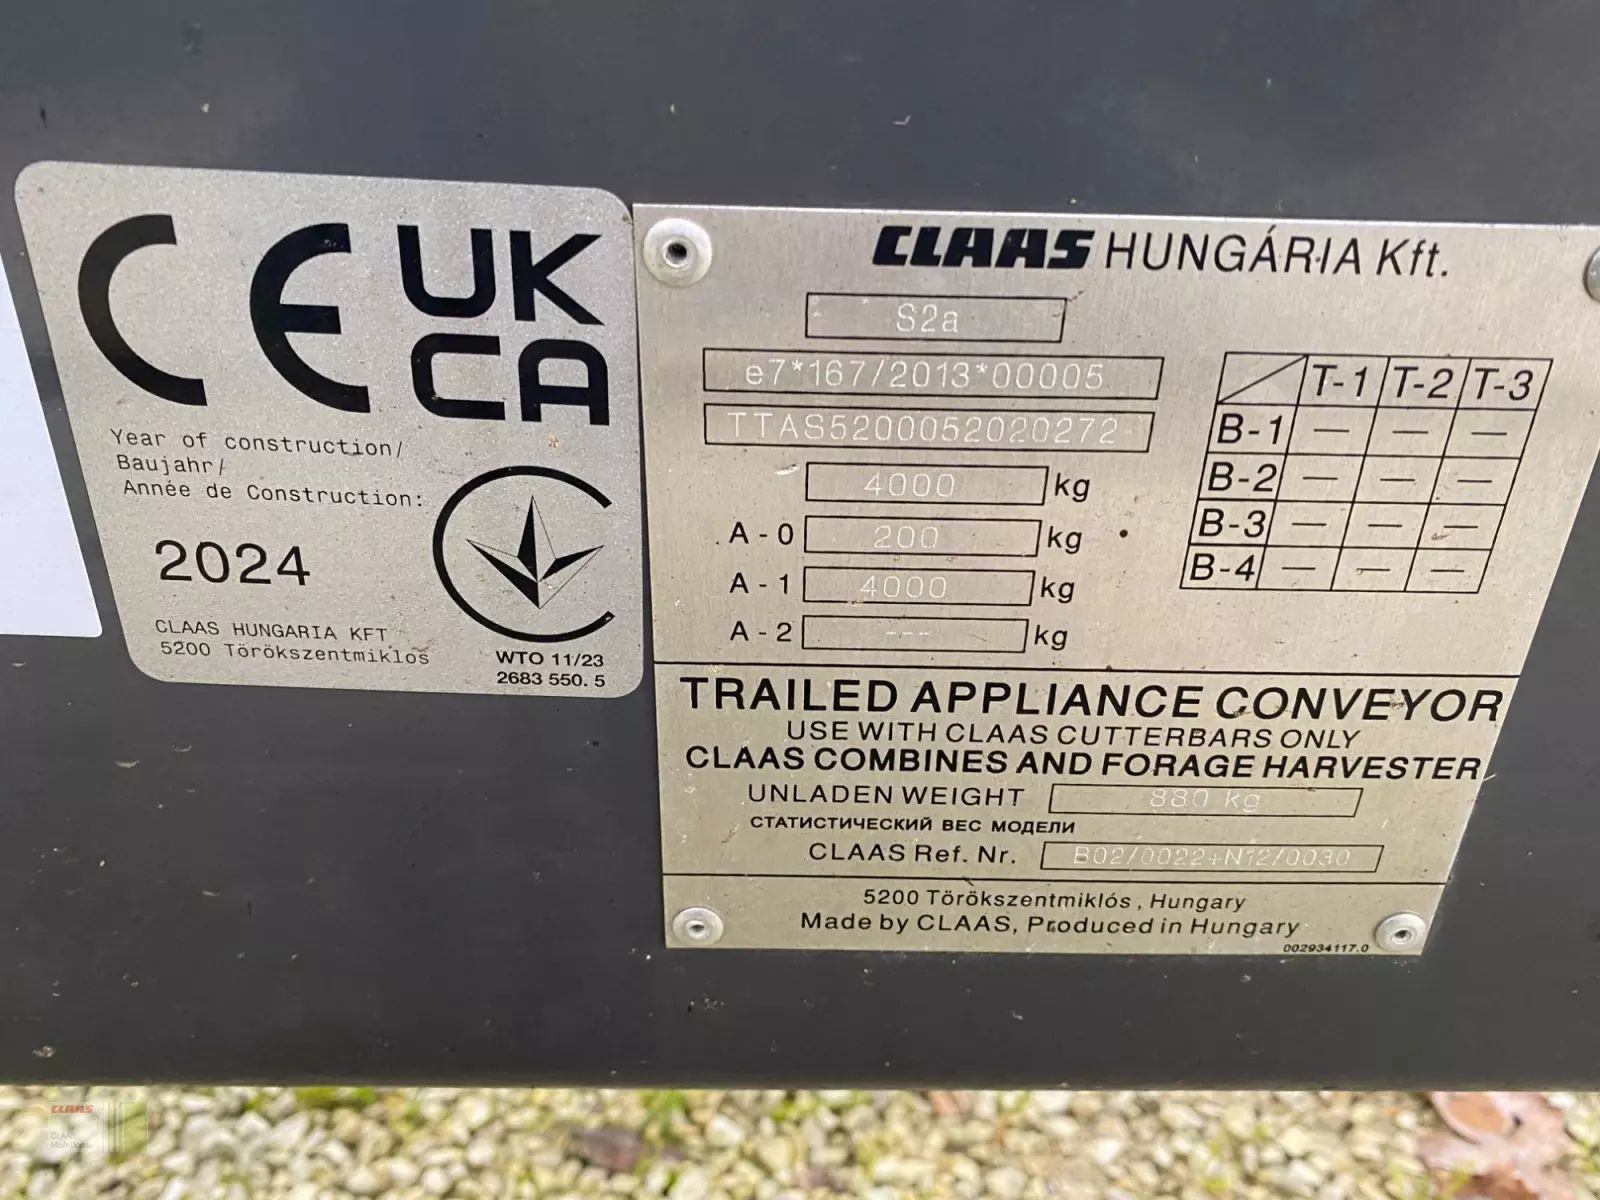 CE UK
CA
Year of construction/
Baujahr/
Année de Construction:
2024
CLAAS HUNGARIA KFT
5200 Törökszentmiklos
WTO 11/23
2683 550. 5
CLAAS HUNGÁRIA Kft.
S2a
e7*167/2013*00005
TTAS5200052020272
4000 kg
A - 0 200 kg
A - 1 4000 kg
A - 2 --- kg
T-1 T-2 T-3
B-1 — — —
B-2 — — —
B-3 — — —
B-4 — — —
TRAILED APPLIANCE CONVEYOR
USE WITH CLAAS CUTTERBARS ONLY
CLAAS COMBINES AND FORAGE HARVESTER
UNLADEN WEIGHT 880 kg
СТАТИСТИЧЕСКИЙ ВЕС МОДЕЛИ
CLAAS Ref. Nr. B02/0022+N12/0030
5200 Törökszentmiklós, Hungary
Made by CLAAS, Produced in Hungary
002934117.0
CLAAS
CLAAS
Main-Donau